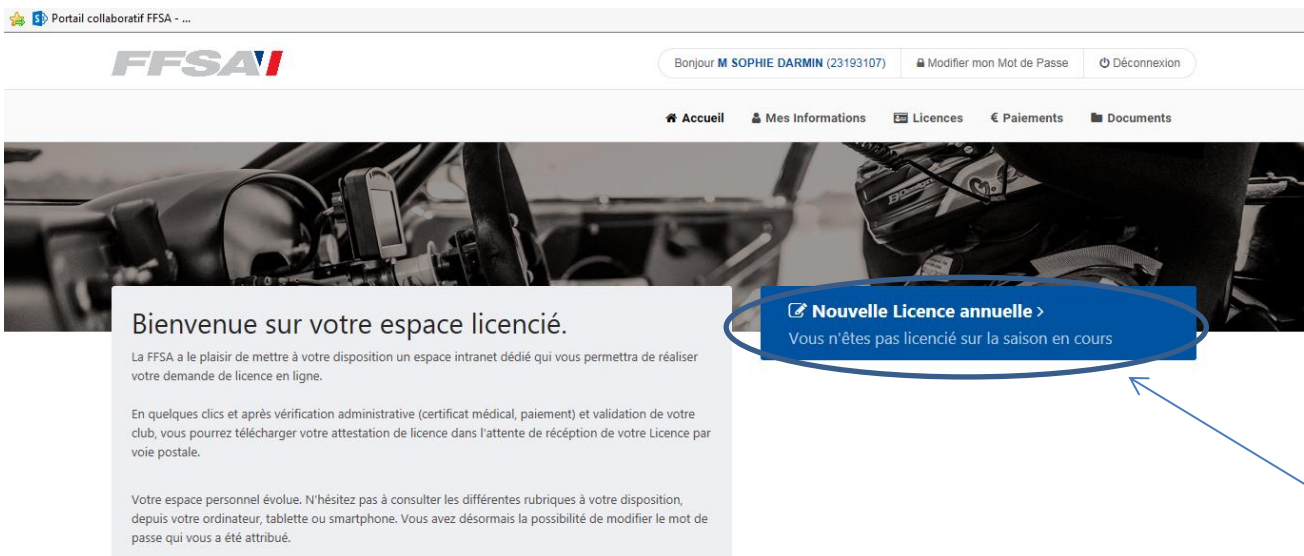 Portail collaboratif FFSA - ...
FFSA
Bonjour M SOPHIE DARMIN (23193107) Modifier mon Mot de Passe Déconnexion
Accueil Mes Informations Licences € Paiements Documents
Bienvenue sur votre espace licencié.
La FFSA a le plaisir de mettre à votre disposition un espace intranet dédié qui vous permettra de réaliser
votre demande de licence en ligne.
En quelques clics et après vérification administrative (certificat médical, paiement) et validation de votre
club, vous pourrez télécharger votre attestation de licence dans l'attente de récéption de votre Licence par
voie postale.
Votre espace personnel évolue. N'hésitez pas à consulter les différentes rubriques à votre disposition,
depuis votre ordinateur, tablette ou smartphone. Vous avez désormais la possibilité de modifier le mot de
passe qui vous a été attribué.
Nouvelle Licence annuelle >
Vous n'êtes pas licencié sur la saison en cours